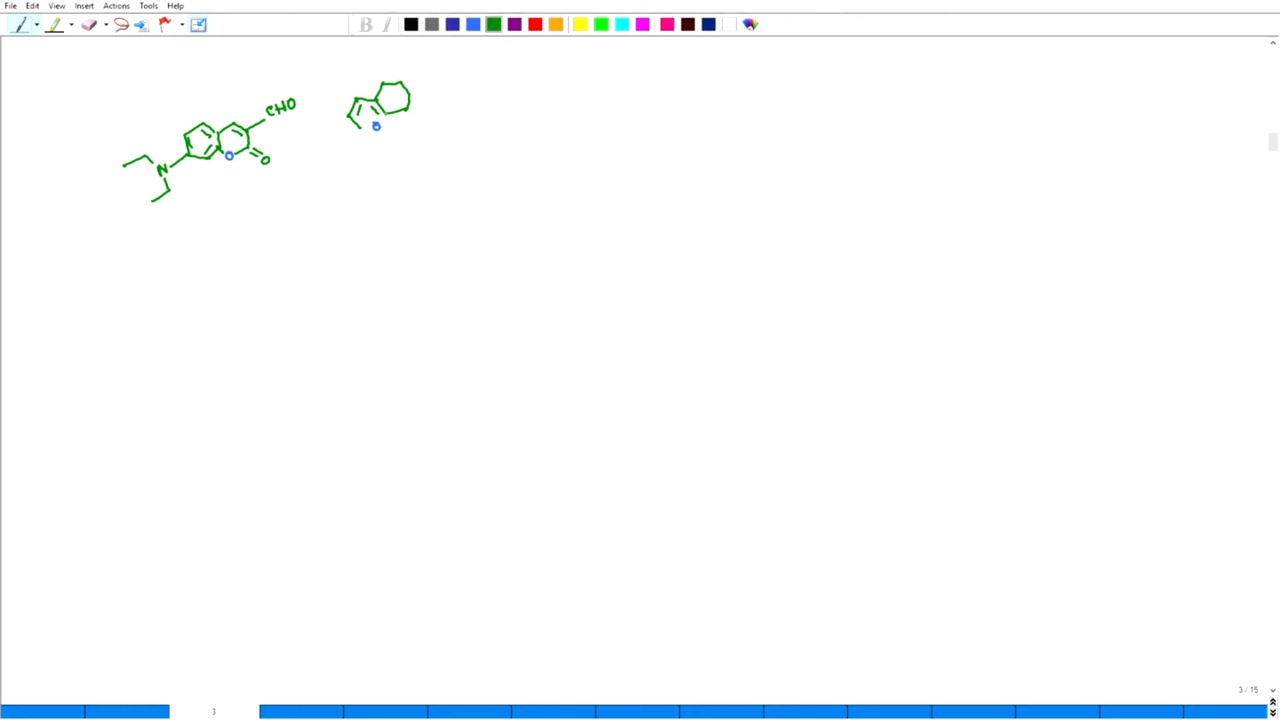 File Edit View Insert Actions Tools Help
B I U
CHO
O
O O
N
3 / 15
3